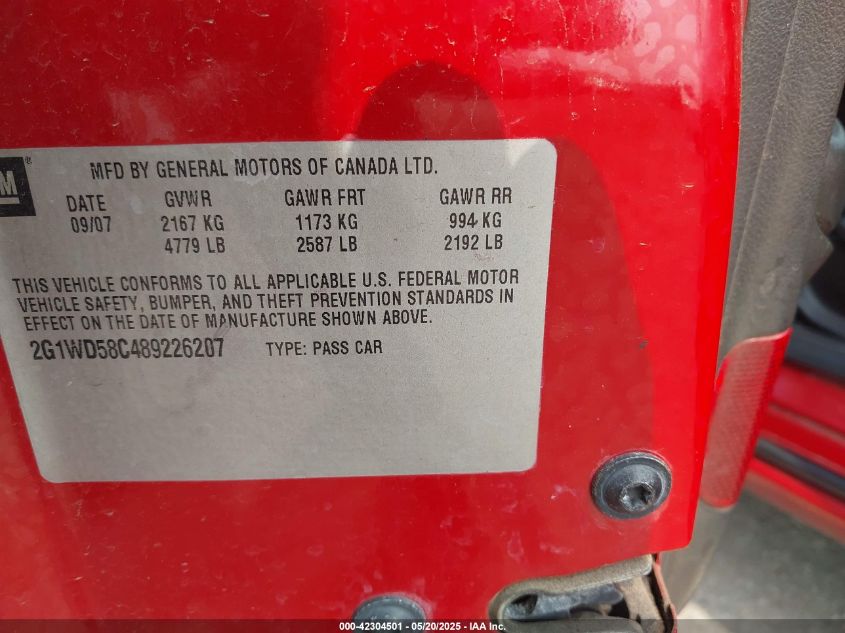 MFD BY GENERAL MOTORS OF CANADA LTD.
DATE GVWR GAWR FRT GAWR RR
09/07 2167 KG 1173 KG 994 KG
4779 LB 2587 LB 2192 LB
THIS VEHICLE CONFORMS TO ALL APPLICABLE U.S. FEDERAL MOTOR
VEHICLE SAFETY, BUMPER, AND THEFT PREVENTION STANDARDS IN
EFFECT ON THE DATE OF MANUFACTURE SHOWN ABOVE.
2G1WD58C489226207 TYPE: PASS CAR
000-42304501 - 05/20/2025 - IAA Inc.